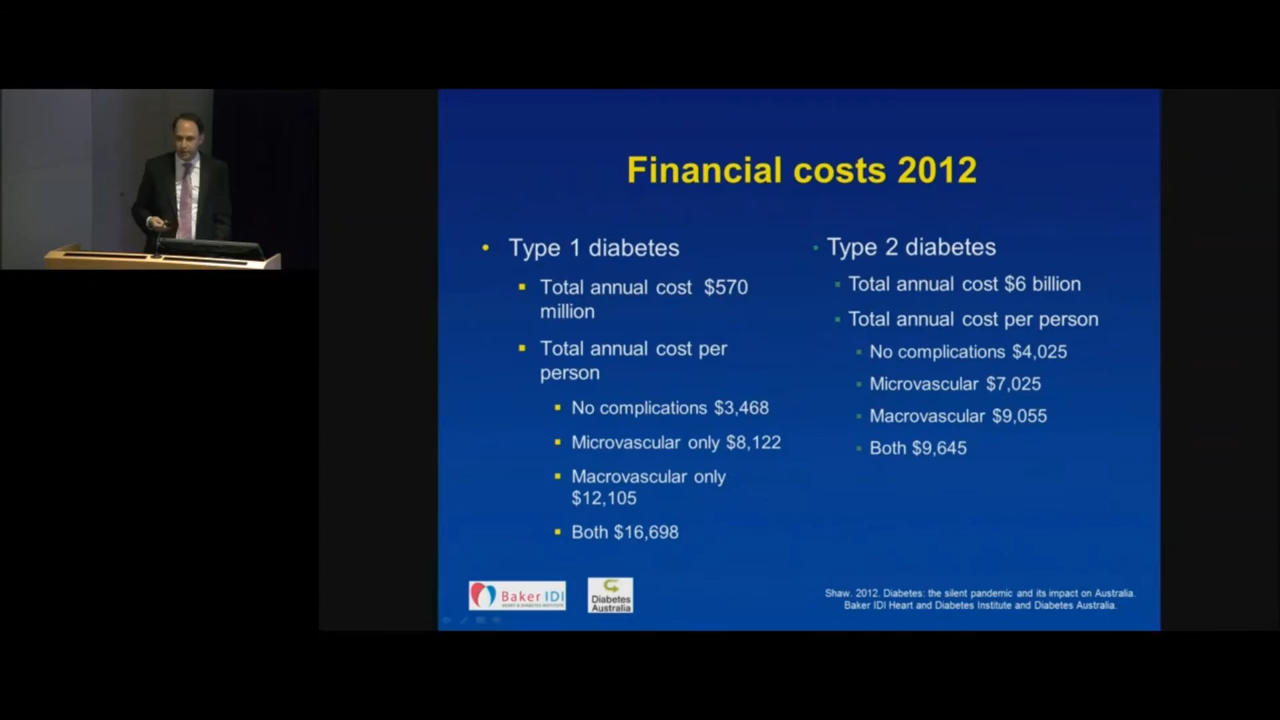 Financial costs 2012
• Type 1 diabetes
▪ Total annual cost $570
million
▪ Total annual cost per
person
▪ No complications $3,468
▪ Microvascular only $8,122
▪ Macrovascular only
$12,105
▪ Both $16,698
• Type 2 diabetes
▪ Total annual cost $6 billion
▪ Total annual cost per person
▪ No complications $4,025
▪ Microvascular $7,025
▪ Macrovascular $9,055
▪ Both $9,645
Baker IDI
HEART & DIABETES INSTITUTE
Diabetes
Australia
Shaw. 2012. Diabetes: the silent pandemic and its impact on Australia.
Baker IDI Heart and Diabetes Institute and Diabetes Australia.